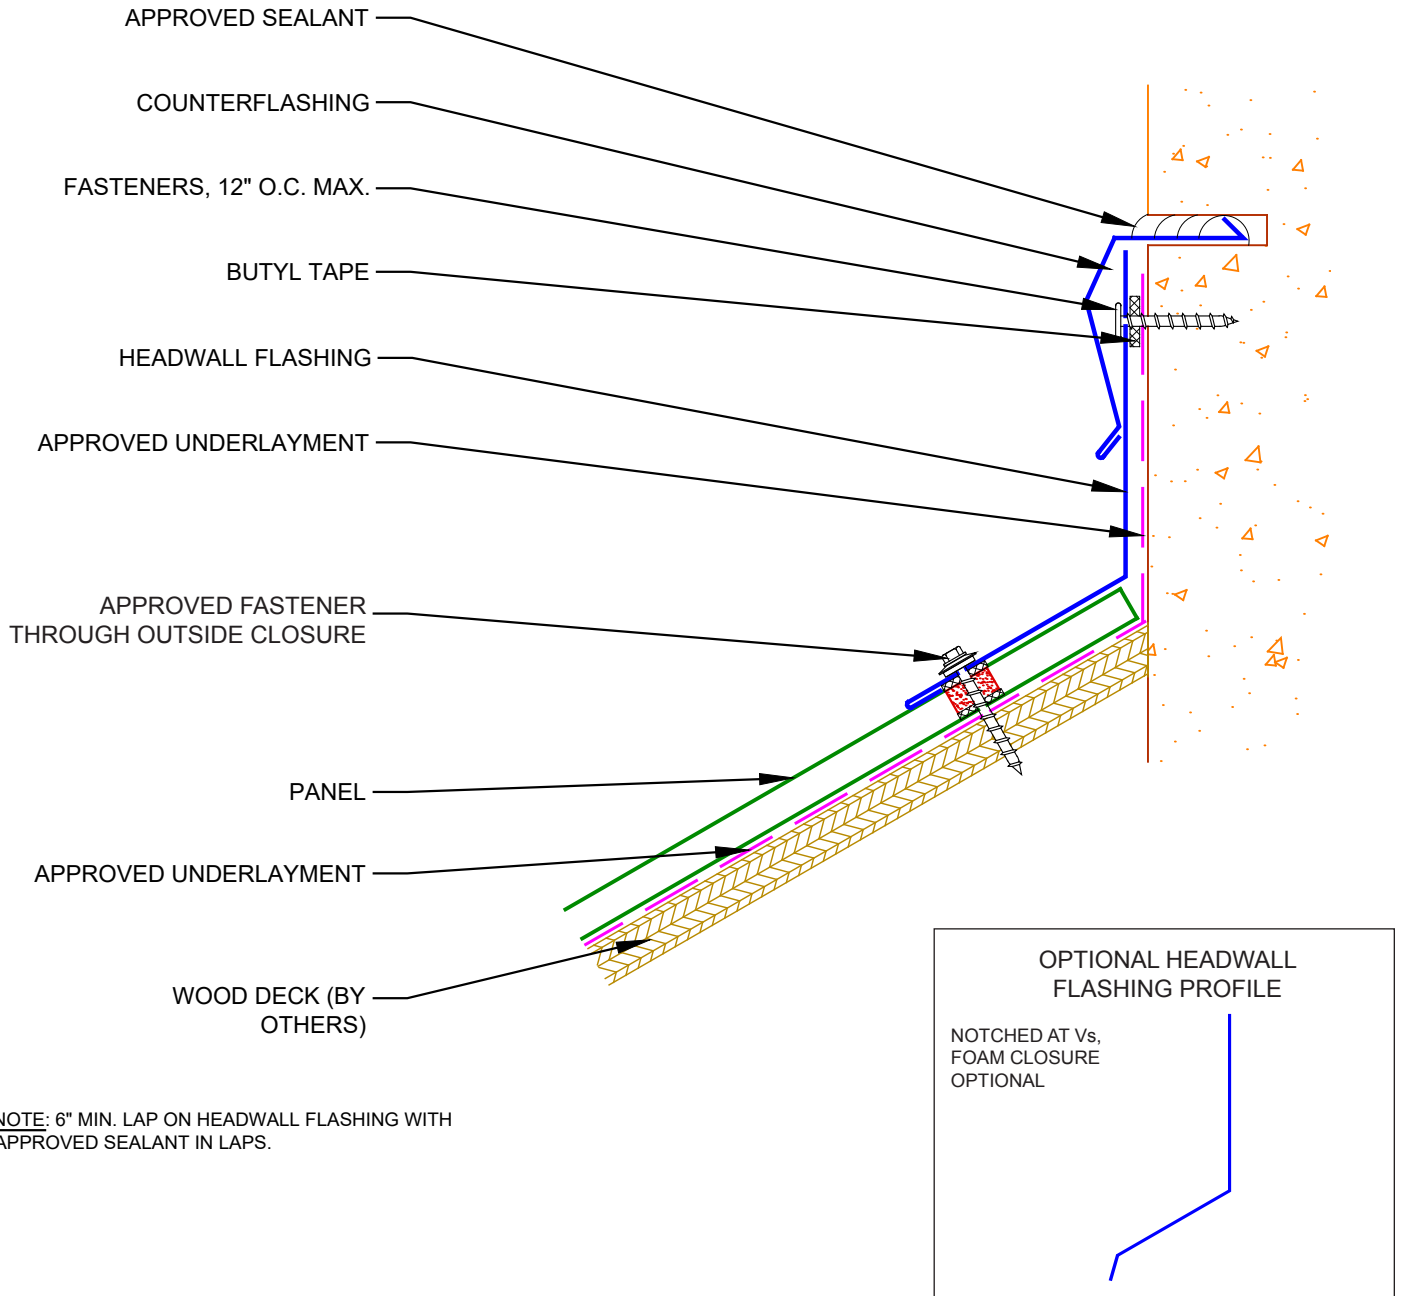 APPROVED SEALANT
COUNTERFLASHING
FASTENERS, 12" O.C. MAX.
BUTYL TAPE
HEADWALL FLASHING
APPROVED UNDERLAYMENT
APPROVED FASTENER
THROUGH OUTSIDE CLOSURE
PANEL
APPROVED UNDERLAYMENT
WOOD DECK (BY
OTHERS)
NOTE: 6" MIN. LAP ON HEADWALL FLASHING WITH
APPROVED SEALANT IN LAPS.
OPTIONAL HEADWALL
FLASHING PROFILE
NOTCHED AT Vs,
FOAM CLOSURE
OPTIONAL